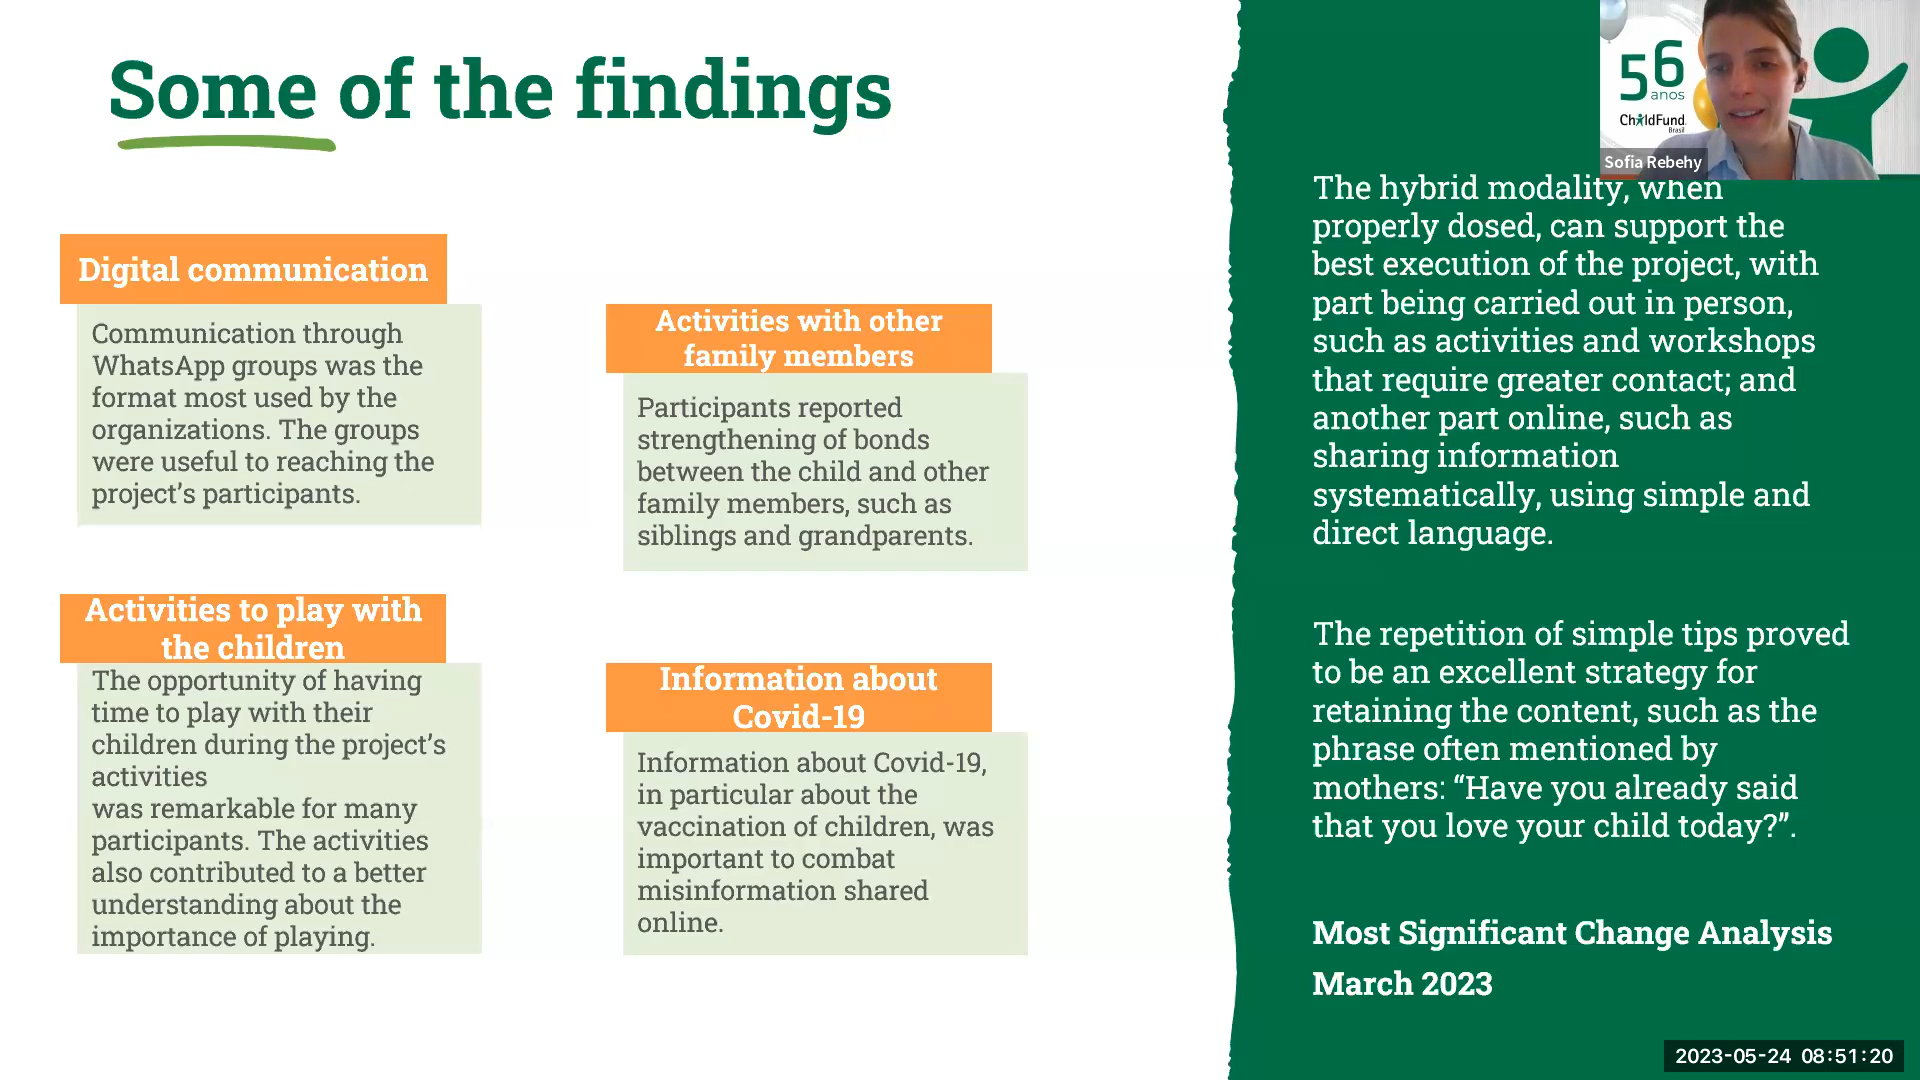 Some of the findings
Digital communication
Communication through
WhatsApp groups was the
format most used by the
organizations. The groups
were useful to reaching the
project’s participants.
Activities with other
family members
Participants reported
strengthening of bonds
between the child and other
family members, such as
siblings and grandparents.
Activities to play with
the children
The opportunity of having
time to play with their
children during the project’s
activities
was remarkable for many
participants. The activities
also contributed to a better
understanding about the
importance of playing.
Information about
Covid-19
Information about Covid-19,
in particular about the
vaccination of children, was
important to combat
misinformation shared
online.
56
anos
ChildFund
Brasil
Sofia Rebehy
The hybrid modality, when
properly dosed, can support the
best execution of the project, with
part being carried out in person,
such as activities and workshops
that require greater contact; and
another part online, such as
sharing information
systematically, using simple and
direct language.
The repetition of simple tips proved
to be an excellent strategy for
retaining the content, such as the
phrase often mentioned by
mothers: “Have you already said
that you love your child today?”.
Most Significant Change Analysis
March 2023
2023-05-24 08:51:20